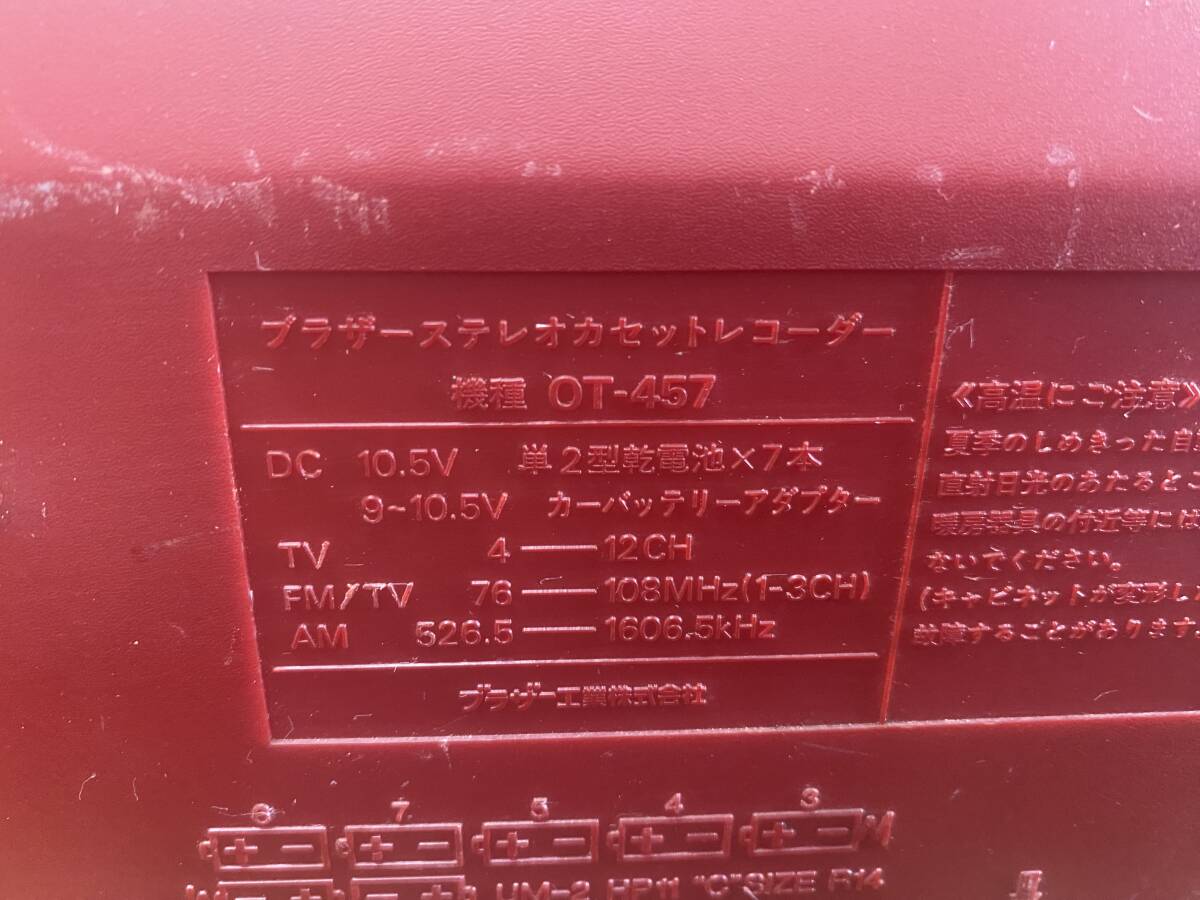 ブラザーステレオカセットレコーダー
機種 OT-457
DC 10.5V 単2型乾電池×7本
9~10.5V カーバッテリーアダプター
TV 4——12CH
FM/TV 76——108MHz(1-3CH)
AM 526.5——1606.5kHz
ブラザー工業株式会社
《高温にご注意》
夏季のしめきった自
直射日光のあたると
暖房器具の付近等には
ないでください。
(キャビネットが変形し
故障することがあります
6 7 5 4 3
UM-2 HP11 "C"SIZE R14